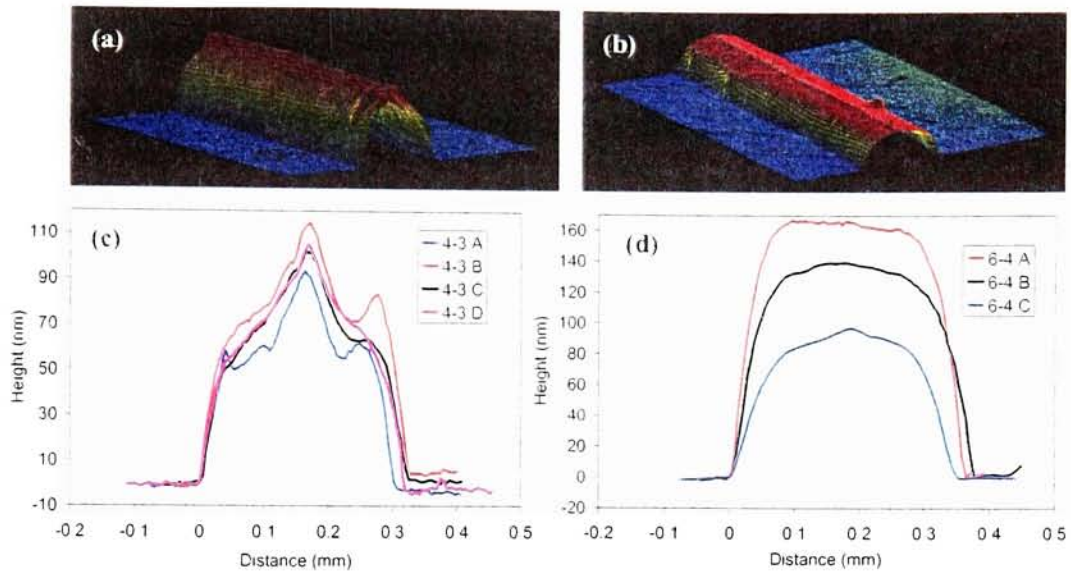 (a)
(b)
(c)
4-3 A
4-3 B
4-3 C
4-3 D
110
90
70
50
30
10
-10
Height (nm)
-0 2 -0 1 0 0 1 0 2 0 3 0 4 0 5
Distance (mm)
(d)
6-4 A
6-4 B
6-4 C
160
140
120
100
80
60
40
20
0
-20
Height (nm)
-0 2 -0 1 0 0 1 0 2 0 3 0 4 0 5
Distance (mm)